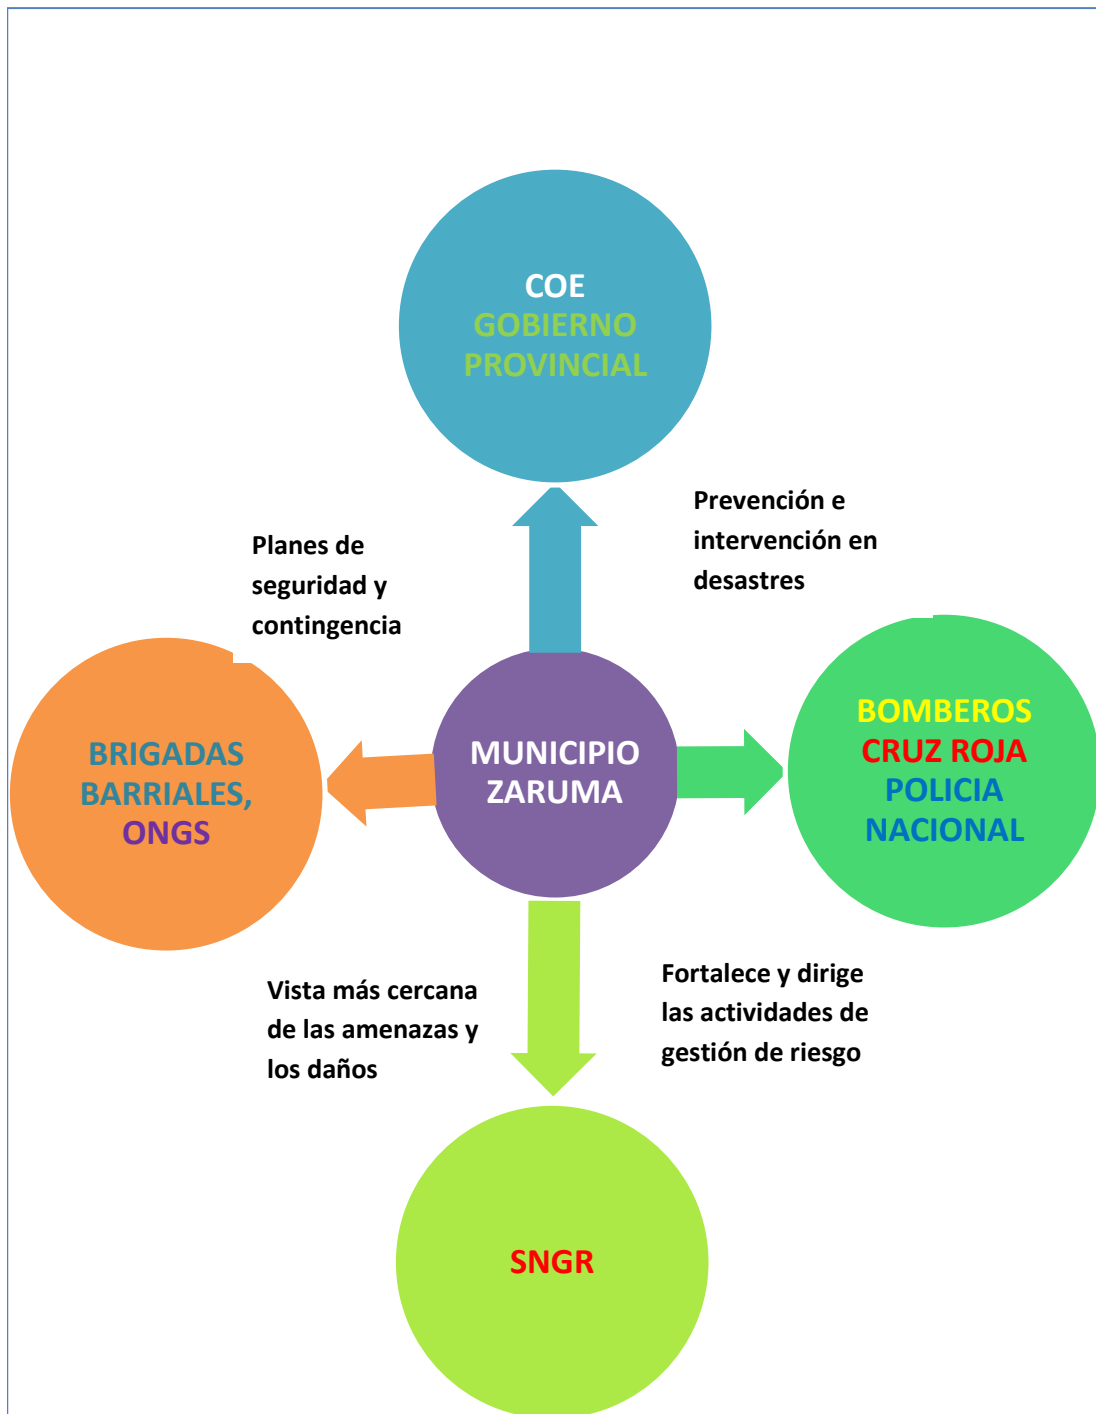 COE
GOBIERNO
PROVINCIAL
Planes de
seguridad y
contingencia
Prevención e
intervención en
desastres
BRIGADAS
BARRIALES,
ONGS
MUNICIPIO
ZARUMA
BOMBEROS
CRUZ ROJA
POLICIA
NACIONAL
Vista más cercana
de las amenazas y
los daños
Fortalece y dirige
las actividades de
gestión de riesgo
SNGR